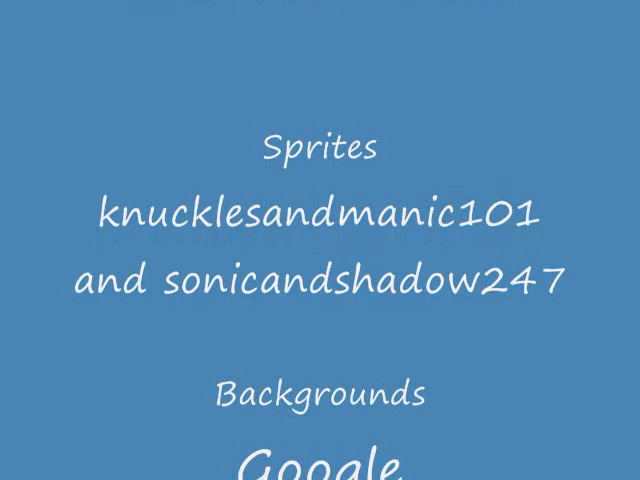 Sprites
knucklesandmanic101
and sonicandshadow247
Backgrounds
Google